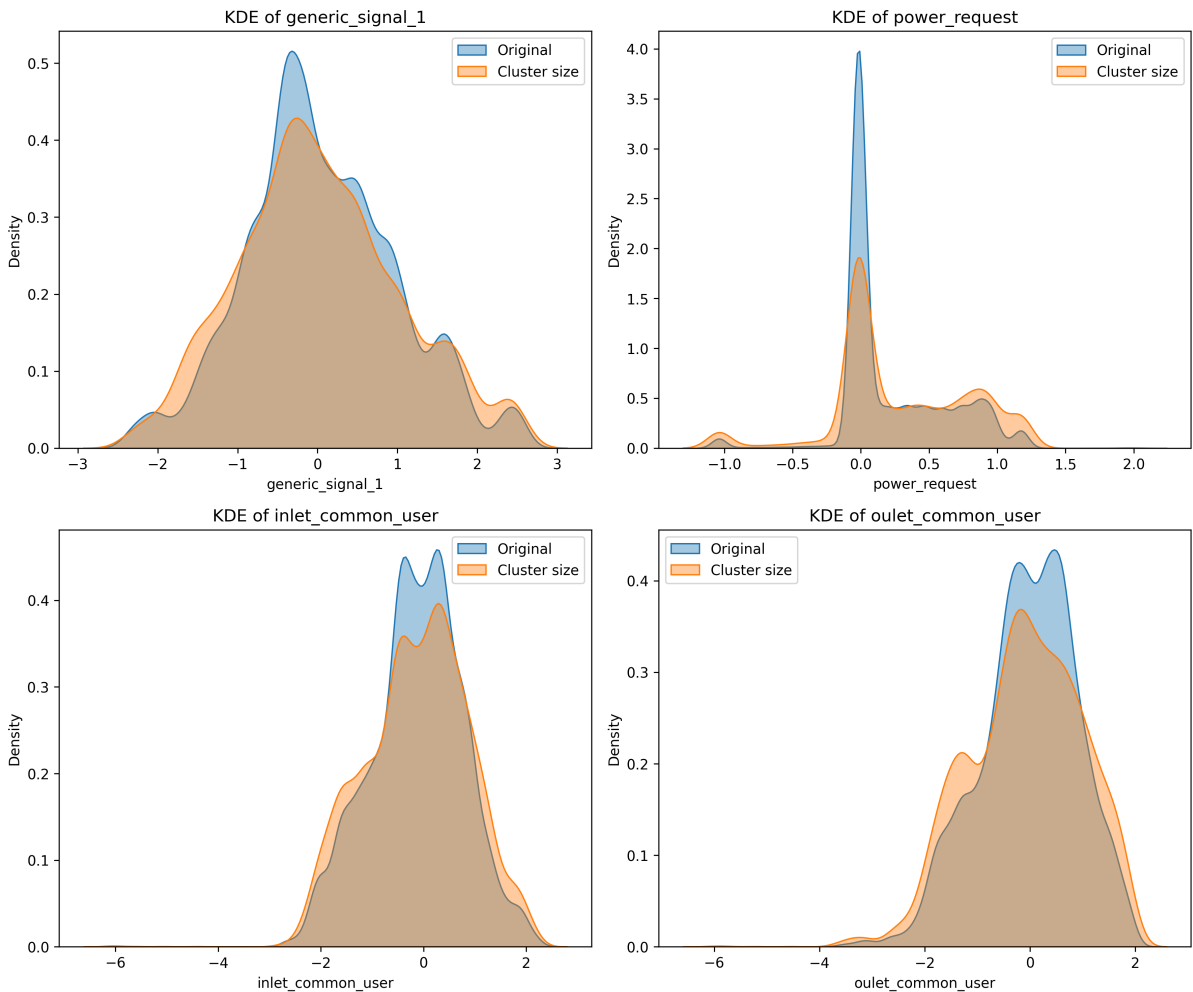 KDE of generic_signal_1
Original
Cluster size
0.5
0.4
0.3
0.2
0.1
0.0
Density
−3
−2
−1
0
1
2
3
generic_signal_1
KDE of power_request
Original
Cluster size
4.0
3.5
3.0
2.5
2.0
1.5
1.0
0.5
0.0
Density
−1.0
−0.5
0.0
0.5
1.0
1.5
2.0
power_request
KDE of inlet_common_user
Original
Cluster size
0.4
0.3
0.2
0.1
0.0
Density
−6
−4
−2
0
2
inlet_common_user
KDE of oulet_common_user
Original
Cluster size
0.4
0.3
0.2
0.1
0.0
Density
−6
−4
−2
0
2
oulet_common_user